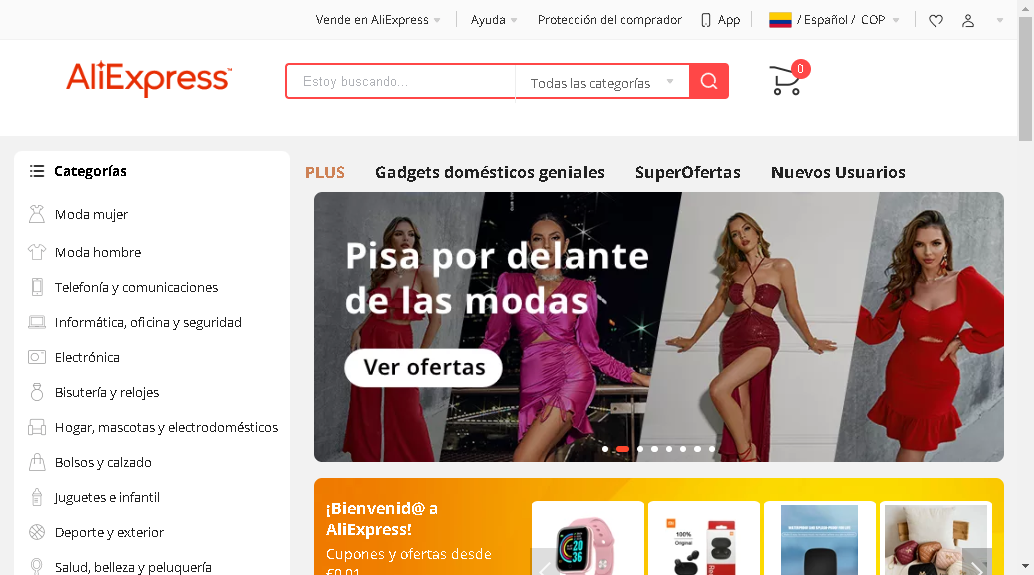 Vende en AliExpress
Ayuda
Protección del comprador
App
/ Español / COP
AliExpress
Estoy buscando...
Todas las categorías
0
Categorías
PLUS
Gadgets domésticos geniales
SuperOfertas
Nuevos Usuarios
Moda mujer
Moda hombre
Telefonía y comunicaciones
Informática, oficina y seguridad
Electrónica
Bisutería y relojes
Hogar, mascotas y electrodomésticos
Bolsos y calzado
Juguetes e infantil
Deporte y exterior
Salud, belleza y peluquería
Pisa por delante
de las modas
Ver ofertas
¡Bienvenid@ a
AliExpress!
Cupones y ofertas desde
€0,01
100%
Original